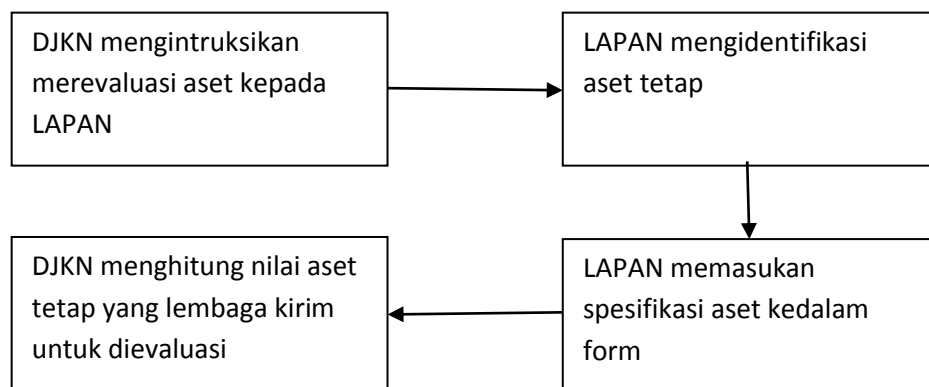 DJKN mengintruksikan
merevaluasi aset kepada
LAPAN
LAPAN mengidentifikasi
aset tetap
LAPAN memasukan
spesifikasi aset kedalam
form
DJKN menghitung nilai aset
tetap yang lembaga kirim
untuk dievaluasi